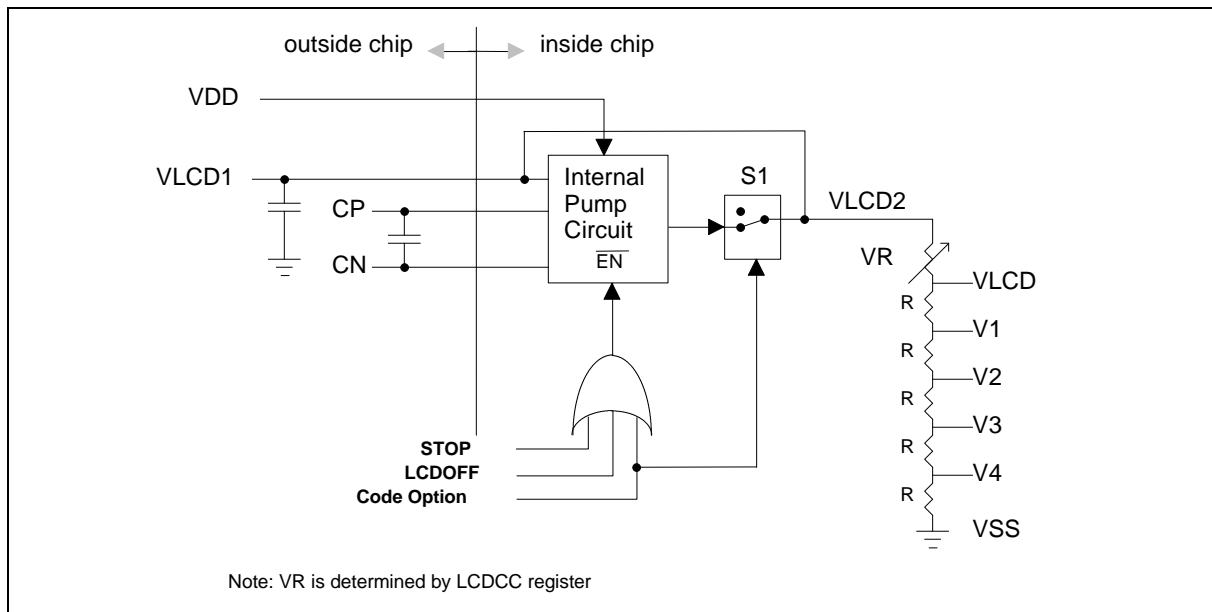 outside chip
inside chip
VDD
VLCD1
CP
CN
Internal
Pump
Circuit
EN
S1
VLCD2
VR
VLCD
R
V1
R
V2
R
V3
R
V4
R
VSS
STOP
LCDOFF
Code Option
Note: VR is determined by LCDCC register